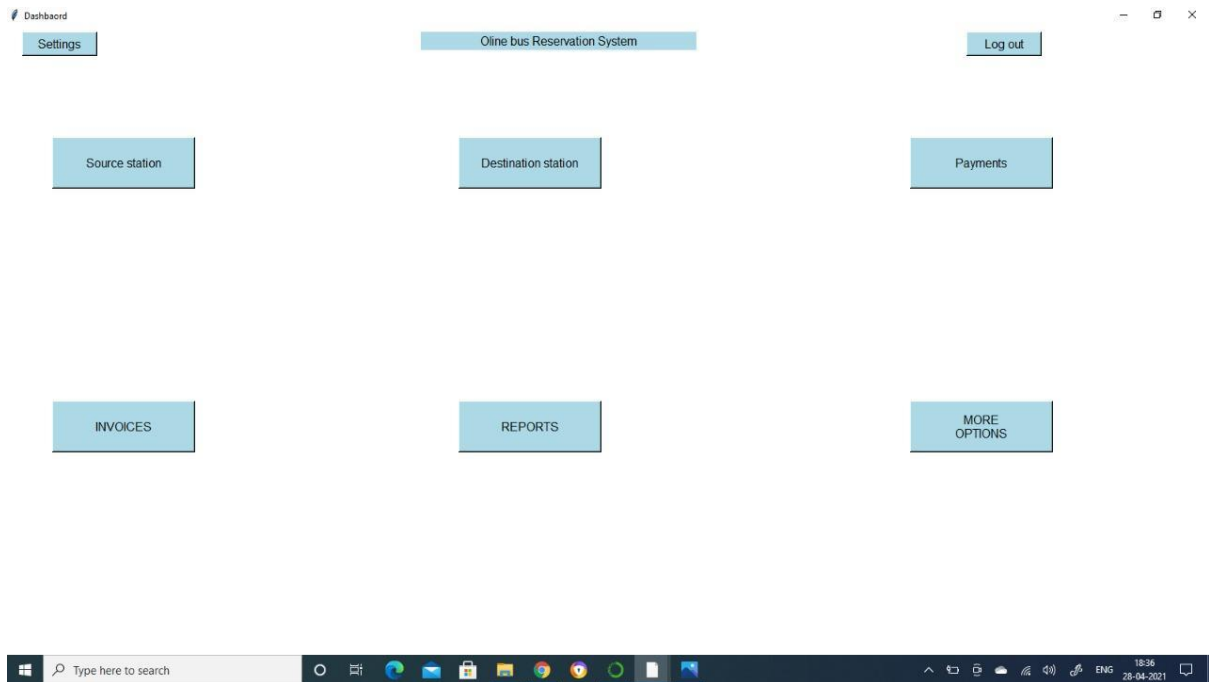 Dashbaord
Settings
Oline bus Reservation System
Log out
Source station
Destination station
Payments
INVOICES
REPORTS
MORE
OPTIONS
Type here to search
ENG
18:36
28-04-2021